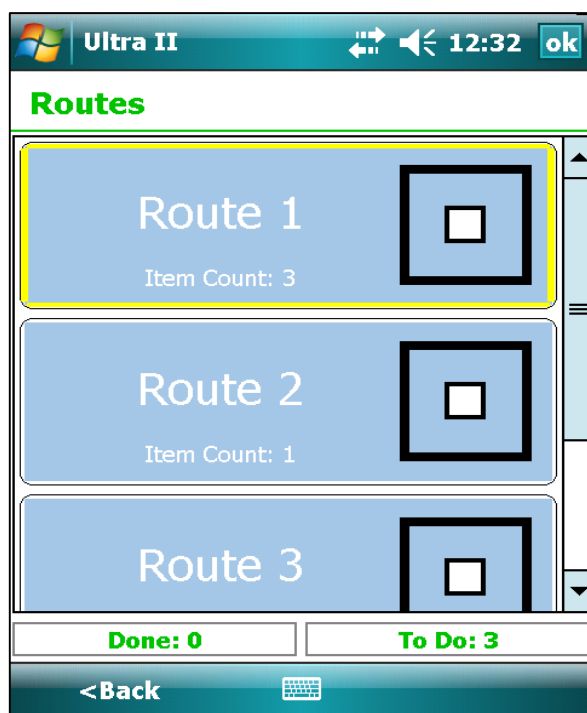 Ultra II 12:32 ok
Routes
Route 1
Item Count: 3
Route 2
Item Count: 1
Route 3
Done: 0 To Do: 3
<Back